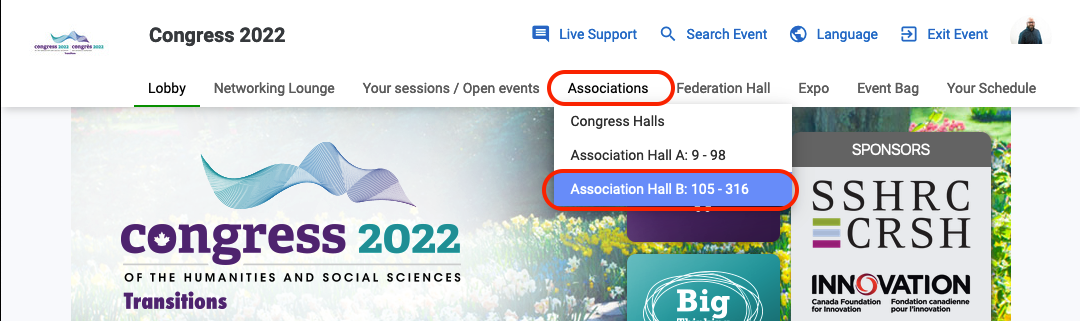 Congress 2022
Live Support
Search Event
Language
Exit Event
congress 2022 congrès 2022
Lobby
Networking Lounge
Your sessions / Open events
Associations
Federation Hall
Expo
Event Bag
Your Schedule
Congress Halls
Association Hall A: 9 - 98
Association Hall B: 105 - 316
congress 2022
OF THE HUMANITIES AND SOCIAL SCIENCES
Transitions
Big
SPONSORS
SSHRC
CRSH
INNOVATION
Canada Foundation for Innovation
Fondation canadienne pour l'innovation